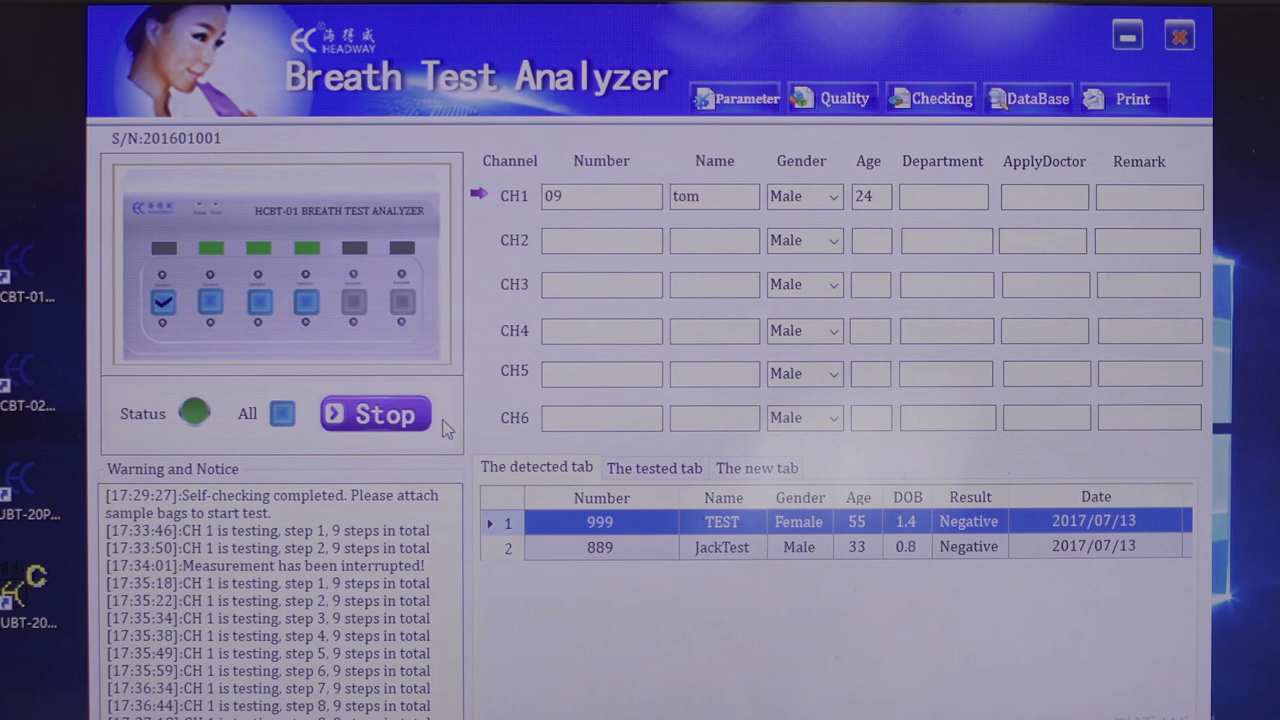 海得威
HEADWAY
Breath Test Analyzer
Parameter Quality Checking DataBase Print
S/N:201601001
海得威
HEADWAY
HCBT-01 BREATH TEST ANALYZER
Status All Stop
Channel Number Name Gender Age Department ApplyDoctor Remark
CH1 09 tom Male 24
CH2 Male
CH3 Male
CH4 Male
CH5 Male
CH6 Male
Warning and Notice
[17:29:27]:Self-checking completed. Please attach
sample bags to start test.
[17:33:46]:CH 1 is testing, step 1, 9 steps in total
[17:33:50]:CH 1 is testing, step 2, 9 steps in total
[17:34:01]:Measurement has been interrupted!
[17:35:18]:CH 1 is testing, step 1, 9 steps in total
[17:35:22]:CH 1 is testing, step 2, 9 steps in total
[17:35:34]:CH 1 is testing, step 3, 9 steps in total
[17:35:38]:CH 1 is testing, step 4, 9 steps in total
[17:35:49]:CH 1 is testing, step 5, 9 steps in total
[17:35:59]:CH 1 is testing, step 6, 9 steps in total
[17:36:34]:CH 1 is testing, step 7, 9 steps in total
[17:36:44]:CH 1 is testing, step 8, 9 steps in total
The detected tab The tested tab The new tab
Number Name Gender Age DOB Result Date
1 999 TEST Female 55 1.4 Negative 2017/07/13
2 889 JackTest Male 33 0.8 Negative 2017/07/13
CBT-01...
CBT-02...
UBT-20P...
UBT-20...